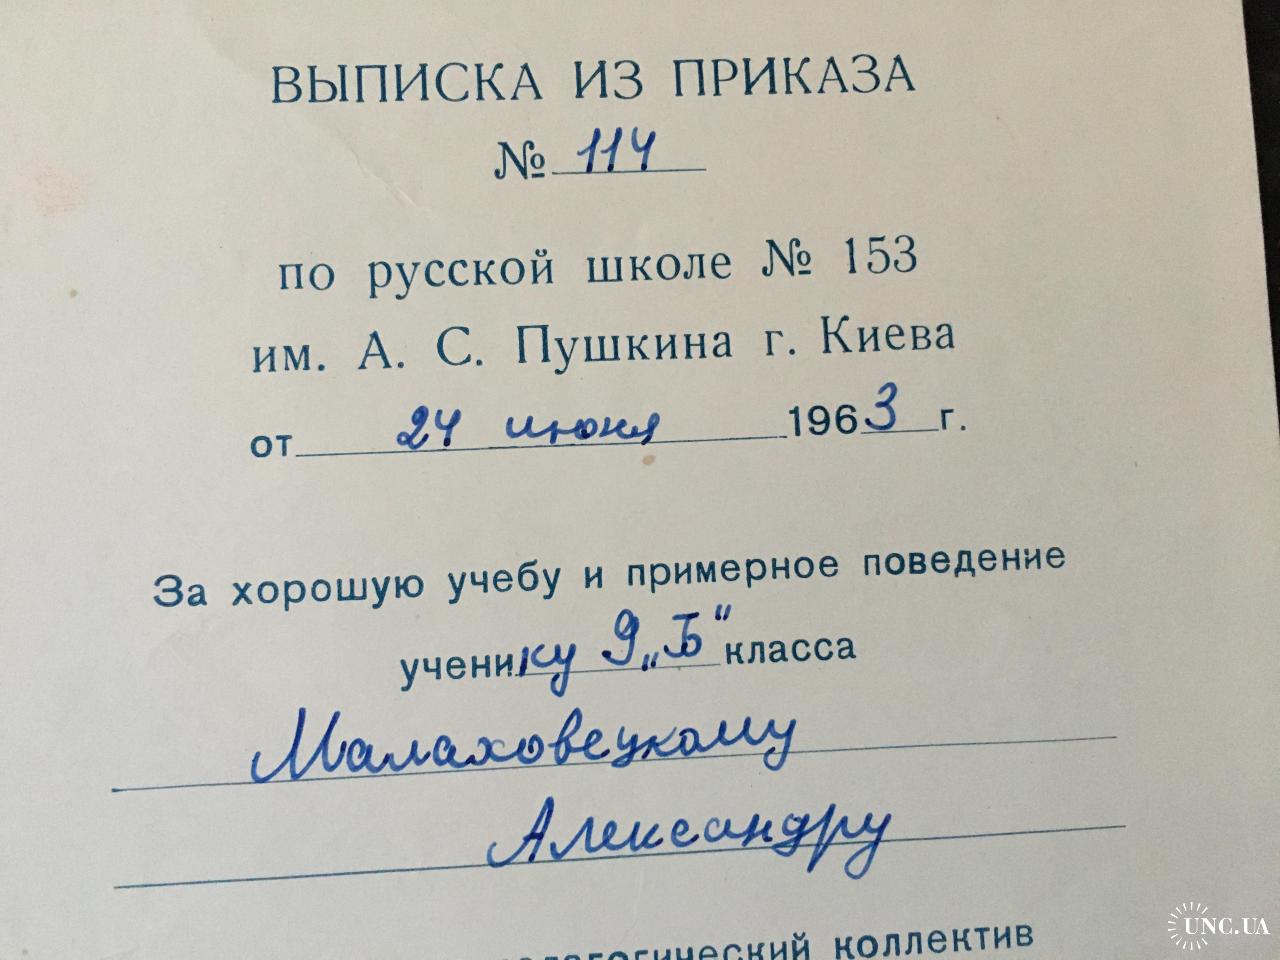 ВЫПИСКА ИЗ ПРИКАЗА
№ 114
по русской школе № 153
им. А. С. Пушкина г. Киева
от 24 июня 1963 г.
За хорошую учебу и примерное поведение
ученику 9 „Б“ класса
Малаховецкому
Александру
коллектив
UNC.UA